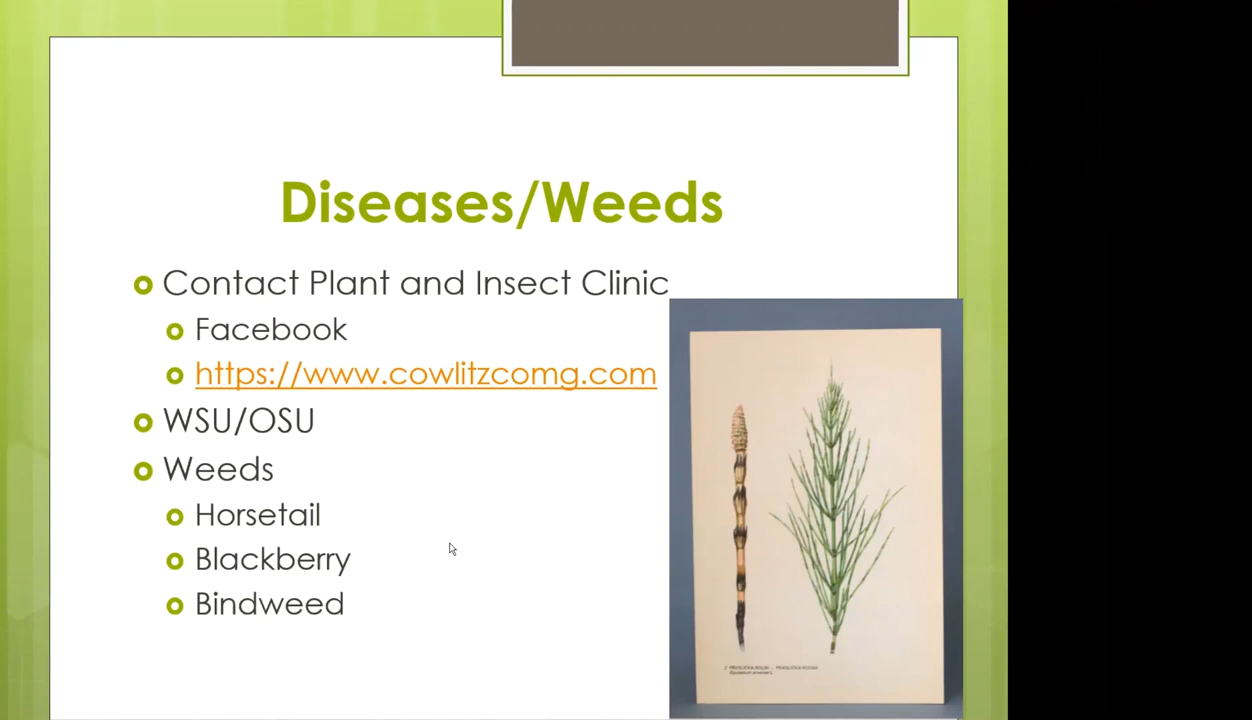 Diseases/Weeds
Contact Plant and Insect Clinic
Facebook
https://www.cowlitzcomg.com
WSU/OSU
Weeds
Horsetail
Blackberry
Bindweed